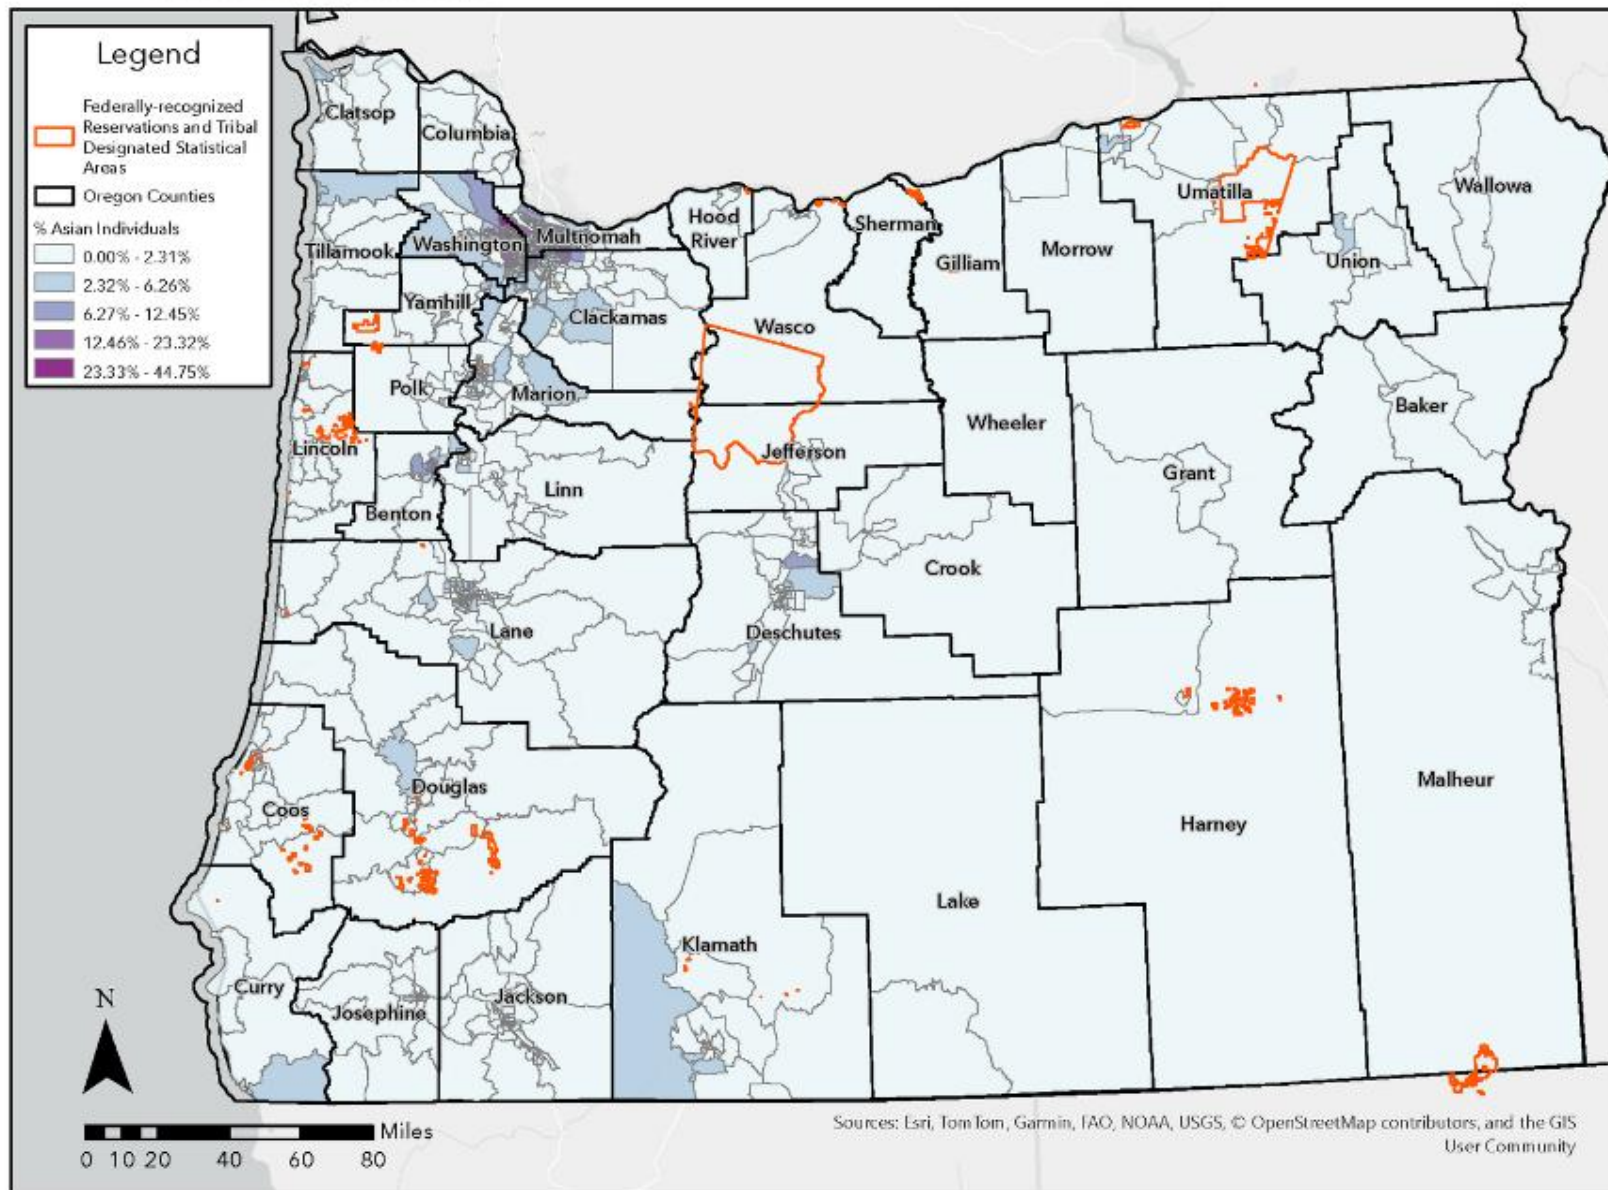 Legend
Federally-recognized
Reservations and Tribal
Designated Statistical
Areas
Oregon Counties
% Asian Individuals
0.00% - 2.31%
2.32% - 6.26%
6.27% - 12.45%
12.46% - 23.32%
23.33% - 44.75%
Clatsop
Columbia
Tillamook
Washington
Multnomah
Hood
River
Sherman
Gilliam
Morrow
Umatilla
Union
Wallowa
Yamhill
Clackamas
Wasco
Polk
Marion
Wheeler
Baker
Lincoln
Jefferson
Grant
Benton
Linn
Crook
Lane
Deschutes
Coos
Douglas
Harney
Malheur
Lake
Klamath
Curry
Josephine
Jackson
N
Miles
0 10 20 40 60 80
Sources: Esri, TomTom, Garmin, FAO, NOAA, USGS, © OpenStreetMap contributors, and the GIS
User Community